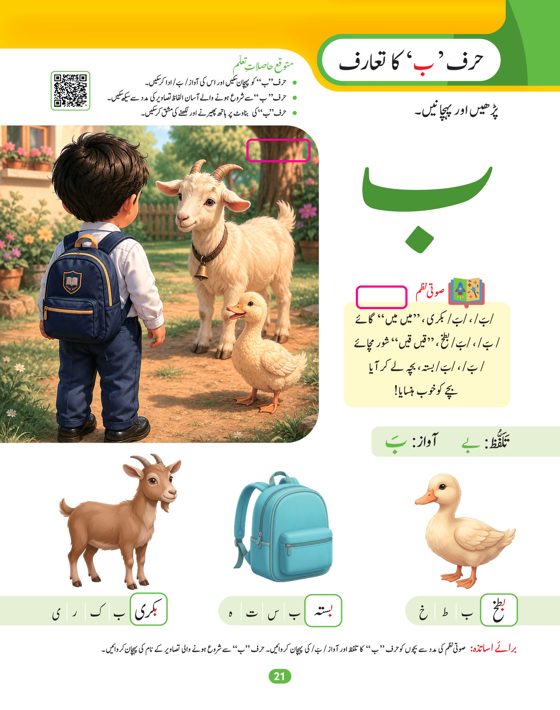 حرف ’ب‘ کا تعارف
متوقع حاصلاتِ تعلّم
• حرف ”ب“ کو پہچان سکیں اور اس کی آواز /بَ/ ادا کر سکیں۔
• حرف ”ب“ سے شروع ہونے والے آسان الفاظ تصاویر کی مدد سے سیکھ سکیں۔
• حرف ”ب“ کی بناوٹ پر ہاتھ پھیرنے اور لکھنے کی مشق کر سکیں۔
پڑھیں اور پہچانیں۔
ب
صوتی نظم
/بَ/، /بَ/ بکری، ”میں میں“ گائے
/بَ/، /بَ/ بطخ، ”قیں قیں“ شور مچائے
/بَ/، /بَ/ بستہ، بچہ لے کر آیا
بچے کو خوب ہنسایا!
تَلَفُّظ: بے آواز: بَ
بطخ ب ط خ
بستہ ب س ت ہ
بکری ب ک ر ی
برائے اساتذہ: صوتی نظم کی مدد سے بچوں کو حرف ”ب“ کا تلفظ اور آواز /بَ/ کی پہچان کروائیں۔ حرف ”ب“ سے شروع ہونے والی تصاویر کے نام کی پہچان کروائیں۔
21